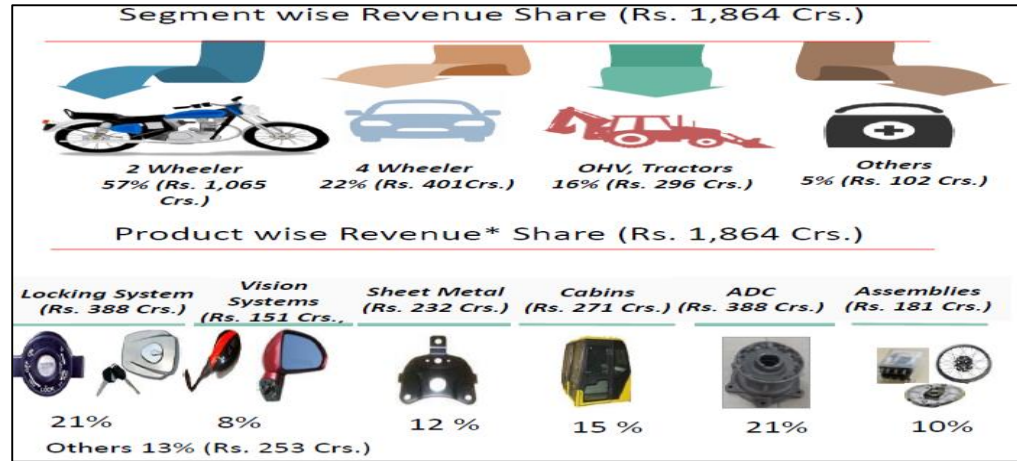 Segment wise Revenue Share (Rs. 1,864 Crs.)
2 Wheeler
57% (Rs. 1,065
Crs.)
4 Wheeler
22% (Rs. 401Crs.)
OHV, Tractors
16% (Rs. 296 Crs.)
Others
5% (Rs. 102 Crs.)
Product wise Revenue* Share (Rs. 1,864 Crs.)
Locking System
(Rs. 388 Crs.)
Vision
Systems
(Rs. 151 Crs.,
Sheet Metal
(Rs. 232 Crs.)
Cabins
(Rs. 271 Crs.)
ADC
(Rs. 388 Crs.)
Assemblies
(Rs. 181 Crs.)
LOCK
21%
8%
12 %
15 %
21%
10%
Others 13% (Rs. 253 Crs.)